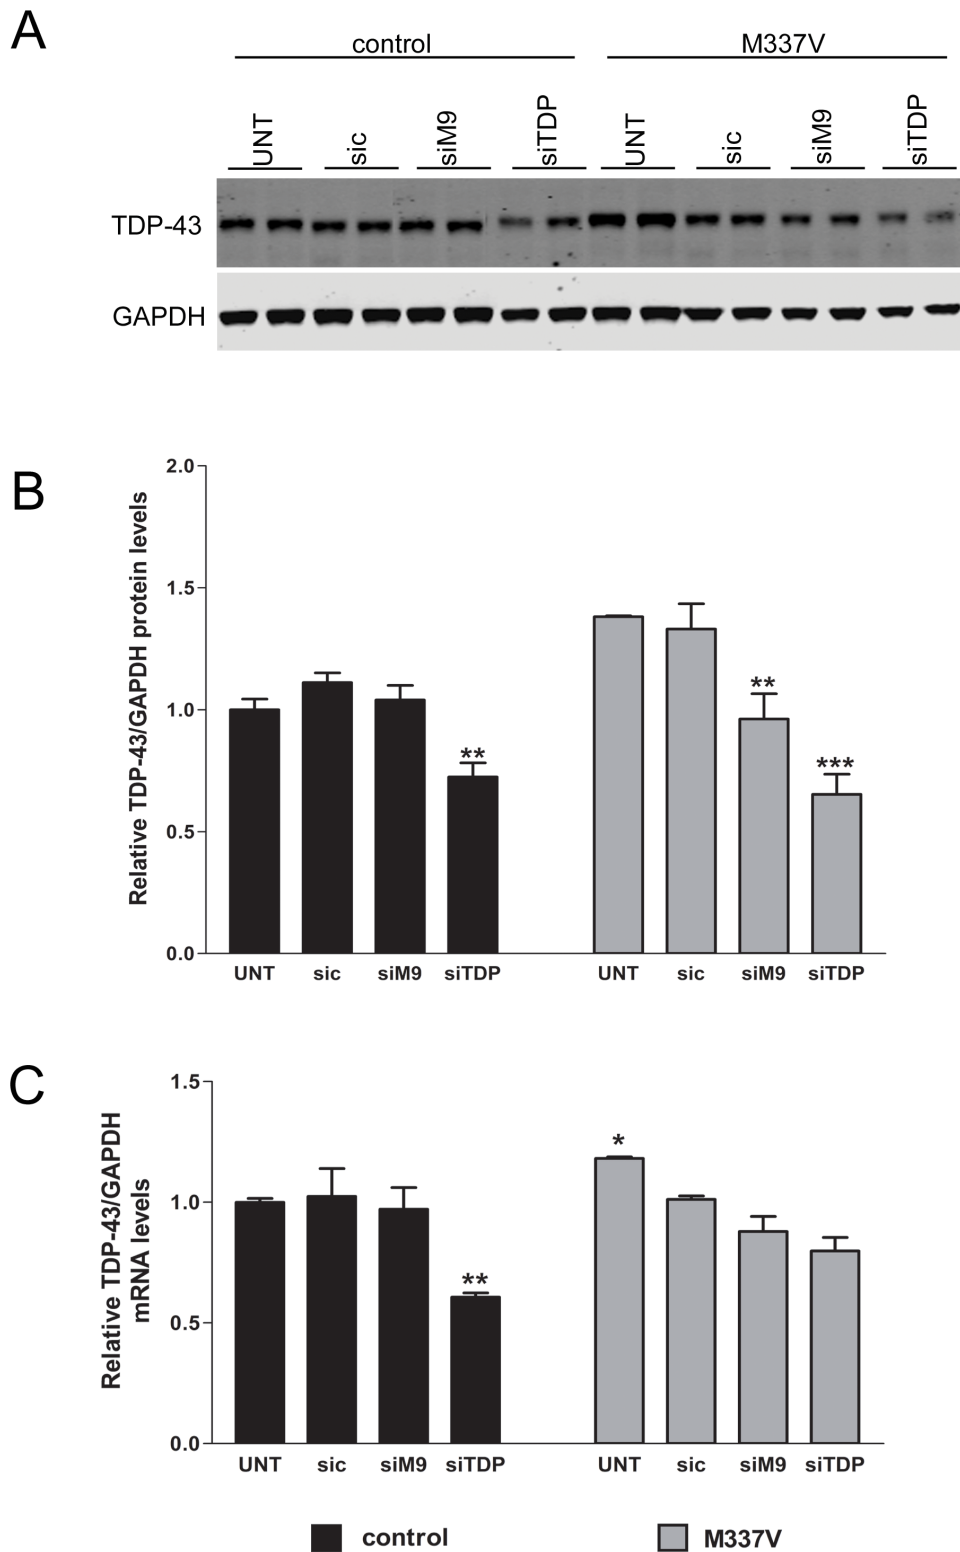 A
control M337V
UNT sic siM9 siTDP UNT sic siM9 siTDP
TDP-43
GAPDH
B
Relative TDP-43/GAPDH protein levels
2.0
1.5
1.0
0.5
0.0
**
**
***
UNT sic siM9 siTDP UNT sic siM9 siTDP
C
Relative TDP-43/GAPDH
mRNA levels
1.5
1.0
0.5
0.0
**
*
UNT sic siM9 siTDP UNT sic siM9 siTDP
control M337V